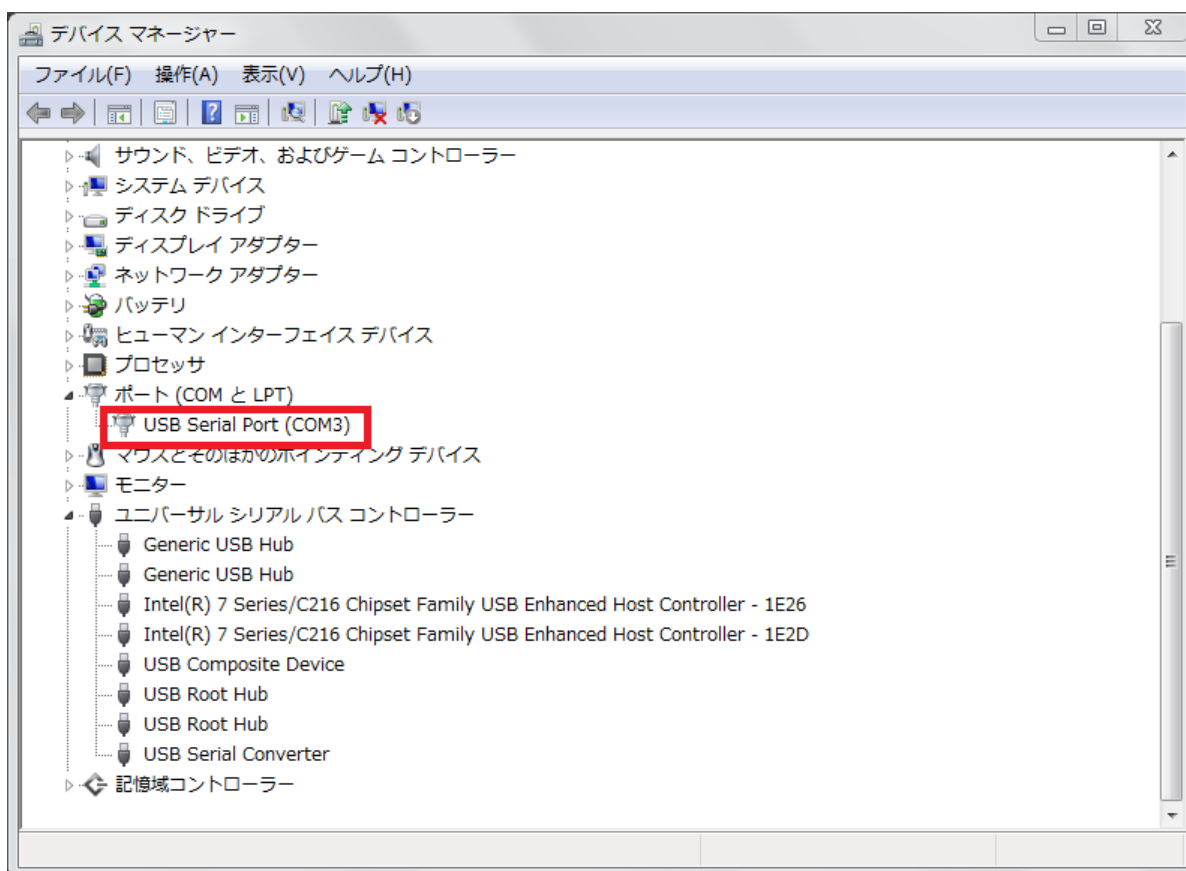 デバイス マネージャー
ファイル(F) 操作(A) 表示(V) ヘルプ(H)
サウンド、ビデオ、およびゲーム コントローラー
システム デバイス
ディスク ドライブ
ディスプレイ アダプター
ネットワーク アダプター
バッテリ
ヒューマン インターフェイス デバイス
プロセッサ
ポート (COM と LPT)
USB Serial Port (COM3)
マウスとそのほかのポインティング デバイス
モニター
ユニバーサル シリアル バス コントローラー
Generic USB Hub
Generic USB Hub
Intel(R) 7 Series/C216 Chipset Family USB Enhanced Host Controller - 1E26
Intel(R) 7 Series/C216 Chipset Family USB Enhanced Host Controller - 1E2D
USB Composite Device
USB Root Hub
USB Root Hub
USB Serial Converter
記憶域コントローラー